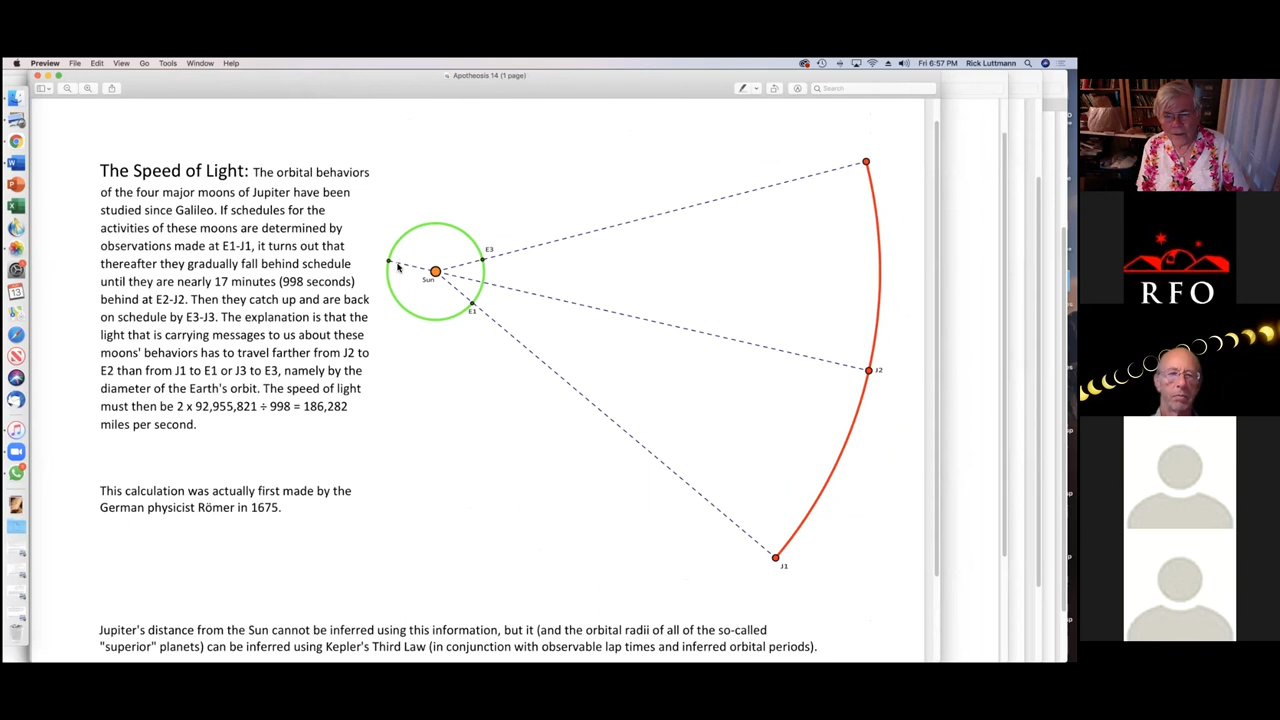 Preview File Edit View Go Tools Window Help
Fri 6:57 PM Rick Luttmann
Apotheosis 14 (1 page)
Search
The Speed of Light: The orbital behaviors
of the four major moons of Jupiter have been
studied since Galileo. If schedules for the
activities of these moons are determined by
observations made at E1-J1, it turns out that
thereafter they gradually fall behind schedule
until they are nearly 17 minutes (998 seconds)
behind at E2-J2. Then they catch up and are back
on schedule by E3-J3. The explanation is that the
light that is carrying messages to us about these
moons' behaviors has to travel farther from J2 to
E2 than from J1 to E1 or J3 to E3, namely by the
diameter of the Earth's orbit. The speed of light
must then be 2 x 92,955,821 ÷ 998 = 186,282
miles per second.
This calculation was actually first made by the
German physicist Römer in 1675.
E3
Sun
E1
J2
J1
Jupiter's distance from the Sun cannot be inferred using this information, but it (and the orbital radii of all of the so-called
"superior" planets) can be inferred using Kepler's Third Law (in conjunction with observable lap times and inferred orbital periods).
RFO